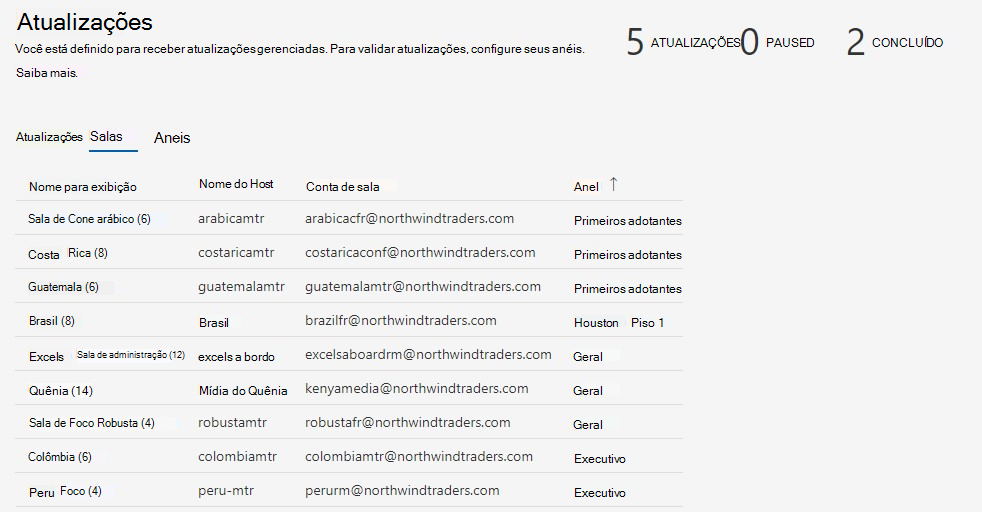 Atualizações
5 ATUALIZAÇÕES 0 PAUSED 2 CONCLUÍDO
Você está definido para receber atualizações gerenciadas. Para validar atualizações, configure seus anéis.
Saiba mais.
Atualizações Salas Aneis
Nome para exibição Nome do Host Conta de sala Anel ↑
Sala de Cone arábico (6) arabicamtr arabicacfr@northwindtraders.com Primeiros adotantes
Costa Rica (8) costaricamtr costaricaconf@northwindtraders.com Primeiros adotantes
Guatemala (6) guatemalamtr guatemalamtr@northwindtraders.com Primeiros adotantes
Brasil (8) Brasil brazilfr@northwindtraders.com Houston Piso 1
Excels Sala de administração (12) excels a bordo excelsaboardrm@northwindtraders.com Geral
Quênia (14) Mídia do Quênia kenyamedia@northwindtraders.com Geral
Sala de Foco Robusta (4) robustamtr robustafr@northwindtraders.com Geral
Colômbia (6) colombiamtr colombiamtr@northwindtraders.com Executivo
Peru Foco (4) peru-mtr perurm@northwindtraders.com Executivo